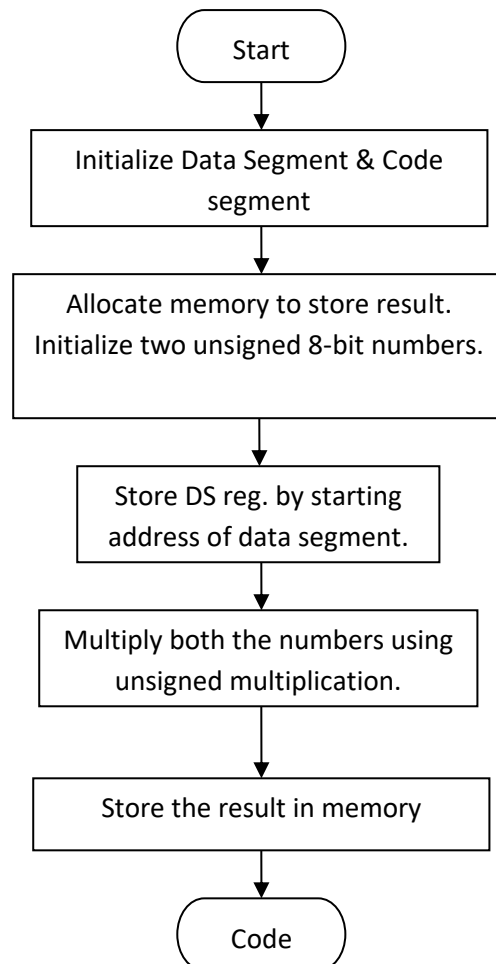 Start
Initialize Data Segment & Code
segment
Allocate memory to store result.
Initialize two unsigned 8-bit numbers.
Store DS reg. by starting
address of data segment.
Multiply both the numbers using
unsigned multiplication.
Store the result in memory
Code